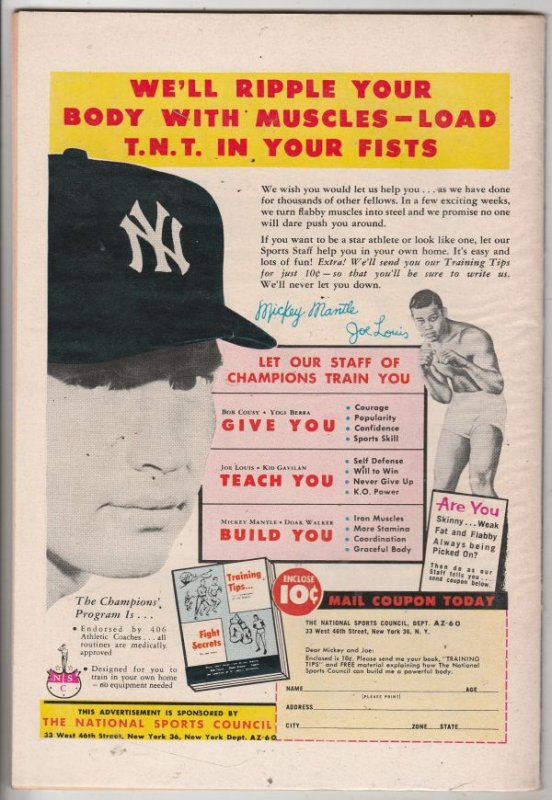 WE'LL RIPPLE YOUR
BODY WITH MUSCLES—LOAD
T.N.T. IN YOUR FISTS
NY
We wish you would let us help you . . . as we have done
for thousands of other fellows. In a few exciting weeks,
we turn flabby muscles into steel and we promise no one
will dare push you around.
If you want to be a star athlete or look like one, let our
Sports Staff help you in your own home. It's easy and
lots of fun! Extra! We'll send you our Training Tips
for just 10¢—so that you'll be sure to write us.
We'll never let you down.
Mickey Mantle
Joe Louis
LET OUR STAFF OF
CHAMPIONS TRAIN YOU
BOB COUSY • YOGI BERRA
GIVE YOU
• Courage
• Popularity
• Confidence
• Sports Skill
JOE LOUIS • KID GAVILAN
TEACH YOU
• Self Defense
• Will to Win
• Never Give Up
• K.O. Power
MICKEY MANTLE • DOAK WALKER
BUILD YOU
• Iron Muscles
• More Stamina
• Coordination
• Graceful Body
Are You
Skinny...Weak
Fat and Flabby
Always being
Picked On?
Then do as our
Staff tells you...
send coupon below.
The Champions'
Program Is . . .
• Endorsed by 406
Athletic Coaches . . . all
routines are medically
approved
• Designed for you to
train in your own home
— no equipment needed
NSC
Training
Tips...
Fight
Secrets
ENCLOSE
10¢
MAIL COUPON TODAY
THE NATIONAL SPORTS COUNCIL, DEPT. AZ-60
33 West 46th Street, New York 36, N. Y.
Dear Mickey and Joe:
Enclosed is 10¢. Please send me your book, "TRAINING
TIPS" and FREE material explaining how The National
Sports Council can build me a powerful body.
NAME AGE
(PLEASE PRINT)
ADDRESS
CITY ZONE STATE
THIS ADVERTISEMENT IS SPONSORED BY
THE NATIONAL SPORTS COUNCIL
33 West 46th Street, New York 36, New York Dept. AZ-60